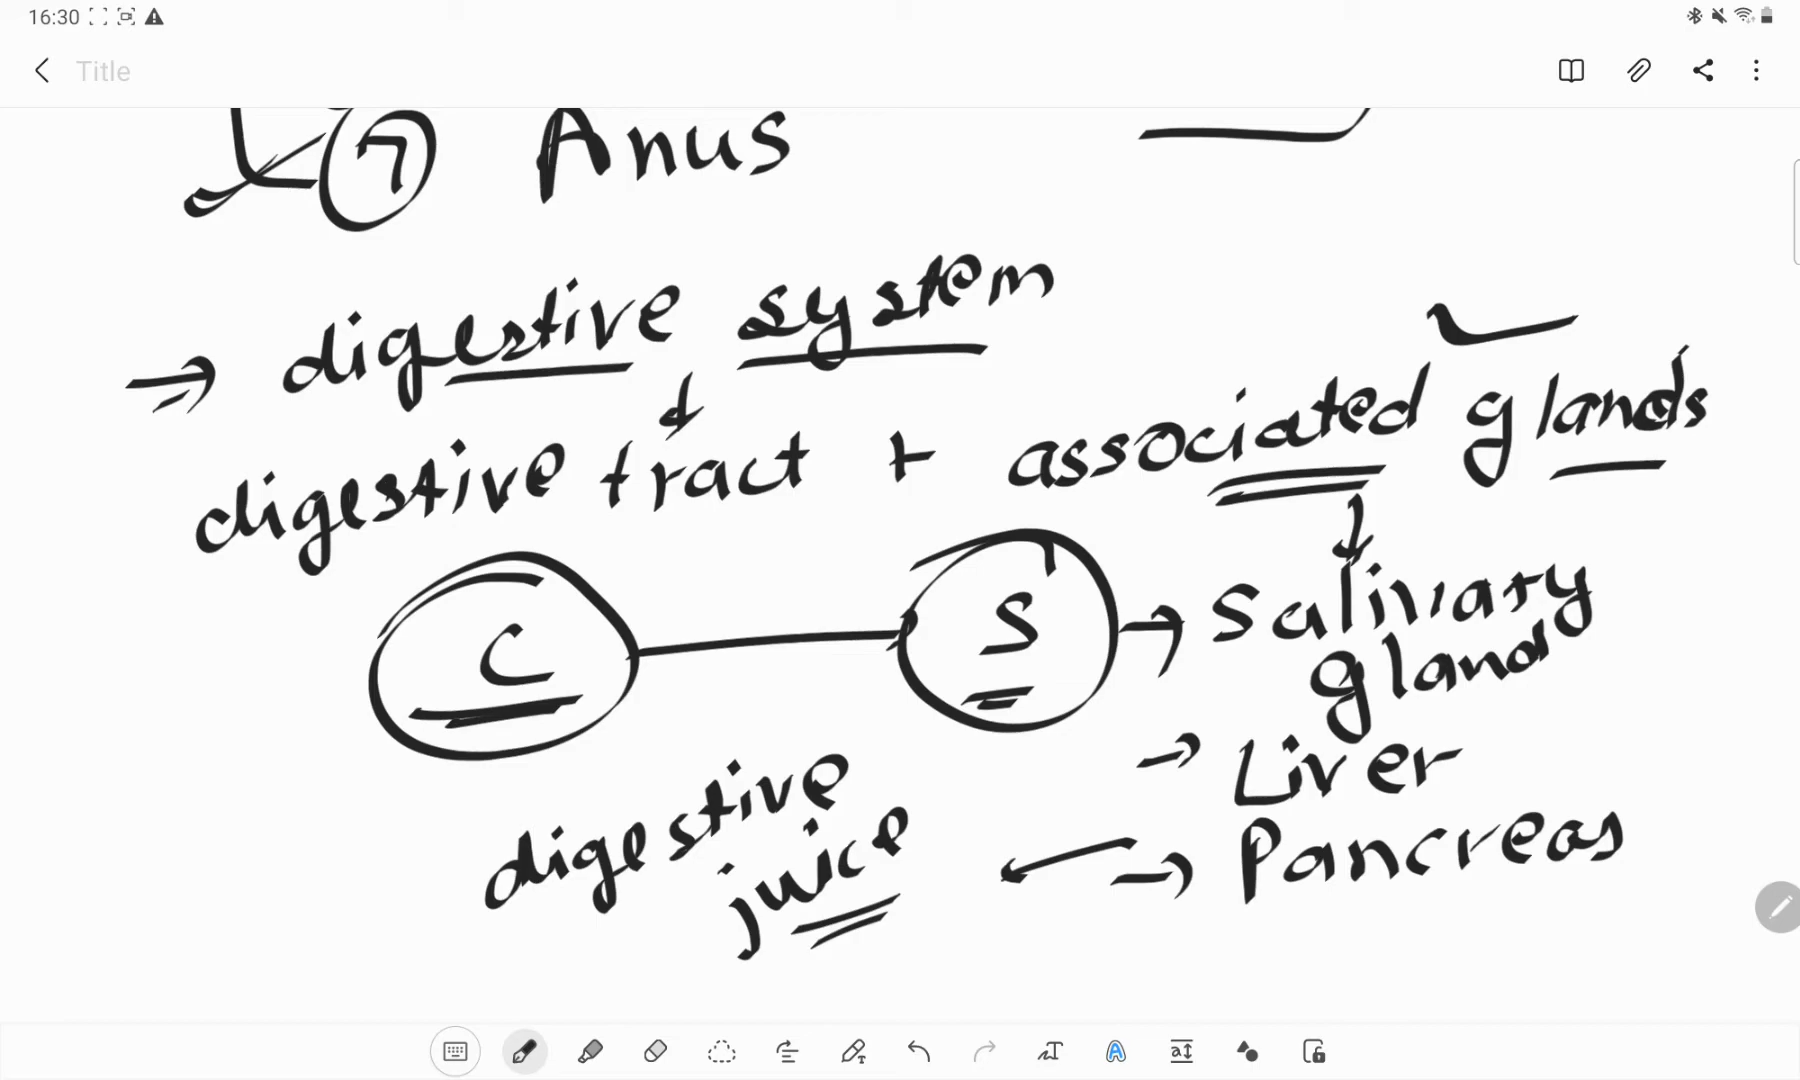 16:30
Title
7 Anus
→ digestive system
↓
digestive tract + associated glands
↓
C S → Salivary
gland
→ Liver
digestive
juice ← → Pancreas